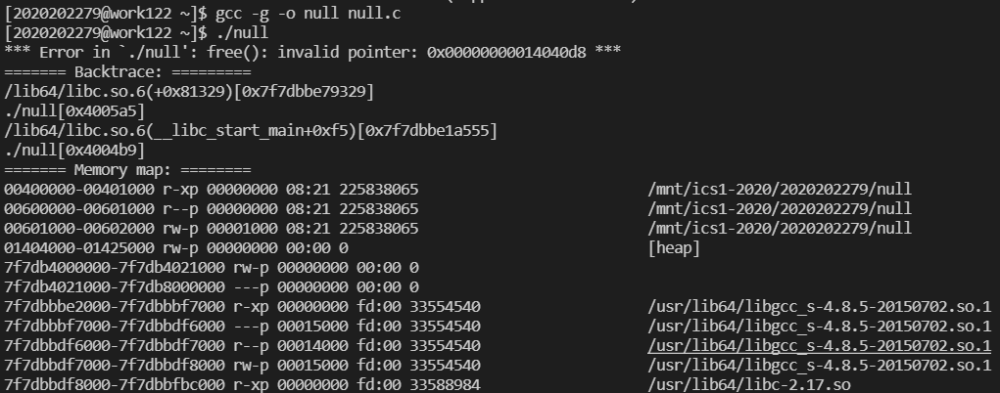 [2020202279@work122 ~]$ gcc -g -o null null.c
[2020202279@work122 ~]$ ./null
*** Error in `./null': free(): invalid pointer: 0x00000000014040d8 ***
======= Backtrace: =========
/lib64/libc.so.6(+0x81329)[0x7f7dbbe79329]
./null[0x4005a5]
/lib64/libc.so.6(__libc_start_main+0xf5)[0x7f7dbbe1a555]
./null[0x4004b9]
======= Memory map: ========
00400000-00401000 r-xp 00000000 08:21 225838065 /mnt/ics1-2020/2020202279/null
00600000-00601000 r--p 00000000 08:21 225838065 /mnt/ics1-2020/2020202279/null
00601000-00602000 rw-p 00001000 08:21 225838065 /mnt/ics1-2020/2020202279/null
01404000-01425000 rw-p 00000000 00:00 0 [heap]
7f7db4000000-7f7db4021000 rw-p 00000000 00:00 0
7f7db4021000-7f7db8000000 ---p 00000000 00:00 0
7f7dbbbe2000-7f7dbbbf7000 r-xp 00000000 fd:00 33554540 /usr/lib64/libgcc_s-4.8.5-20150702.so.1
7f7dbbbf7000-7f7dbbdf6000 ---p 00015000 fd:00 33554540 /usr/lib64/libgcc_s-4.8.5-20150702.so.1
7f7dbbdf6000-7f7dbbdf7000 r--p 00014000 fd:00 33554540 /usr/lib64/libgcc_s-4.8.5-20150702.so.1
7f7dbbdf7000-7f7dbbdf8000 rw-p 00015000 fd:00 33554540 /usr/lib64/libgcc_s-4.8.5-20150702.so.1
7f7dbbdf8000-7f7dbbfbc000 r-xp 00000000 fd:00 33588984 /usr/lib64/libc-2.17.so